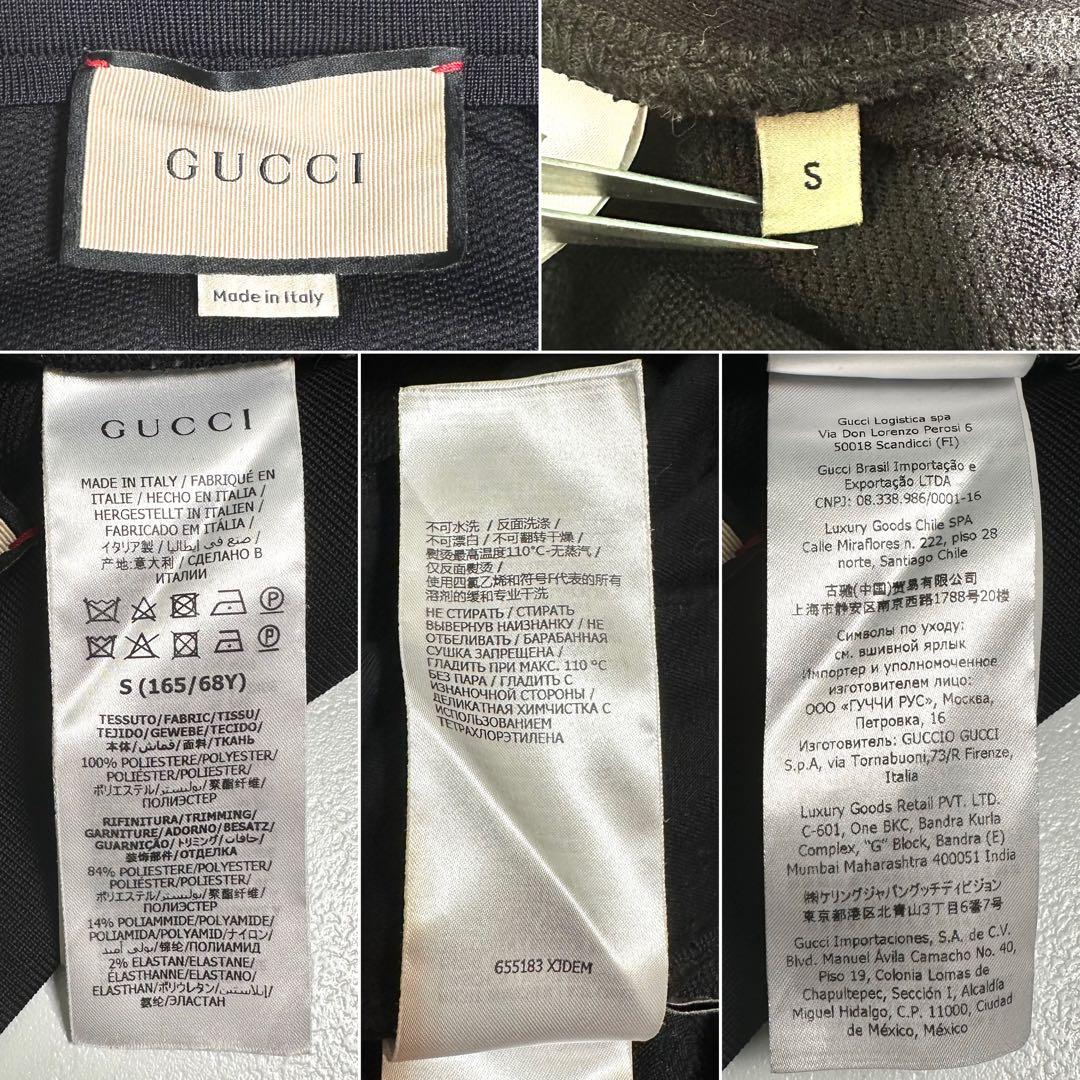 GUCCI
Made in Italy
S
GUCCI
MADE IN ITALY / FABRIQUÉ EN
ITALIE / HECHO EN ITALIA /
HERGESTELLT IN ITALIEN /
FABRICADO EM ITÁLIA /
イタリア製 / صنع في إيطاليا /
产地:意大利 / СДЕЛАНО В
ИТАЛИИ
S (165/68Y)
TESSUTO/FABRIC/TISSU/
TEJIDO/GEWEBE/TECIDO/
本体/قماش/面料/ТКАНЬ
100% POLIESTERE/POLYESTER/
POLIÉSTER/POLIESTER/
ポリエステル/بوليستر/聚酯纤维/
ПОЛИЭСТЕР
RIFINITURA/TRIMMING/
GARNITURE/ADORNO/BESATZ/
GUARNIÇÃO/トリミング/حافات/
装饰部件/ОТДЕЛКА
84% POLIESTERE/POLYESTER/
POLIÉSTER/POLIESTER/
ポリエステル/بوليستر/聚酯纤维/
ПОЛИЭСТЕР
14% POLIAMMIDE/POLYAMIDE/
POLIAMIDA/POLYAMID/ナイロン/
بولي أميد/锦纶/ПОЛИАМИД
2% ELASTAN/ELASTANE/
ÉLASTHANNE/ELASTANO/
ELASTHAN/ポリウレタン/إيلاستين/
氨纶/ЭЛАСТАН
不可水洗 / 反面洗涤 /
不可漂白 / 不可翻转干燥 /
熨烫最高温度110°C-无蒸汽 /
仅反面熨烫 /
使用四氯乙烯和符号F代表的所有
溶剂的缓和专业干洗
НЕ СТИРАТЬ / СТИРАТЬ
ВЫВЕРНУВ НАИЗНАНКУ / НЕ
ОТБЕЛИВАТЬ / БАРАБАННАЯ
СУШКА ЗАПРЕЩЕНА /
ГЛАДИТЬ ПРИ МАКС. 110 °C
БЕЗ ПАРА / ГЛАДИТЬ С
ИЗНАНОЧНОЙ СТОРОНЫ /
ДЕЛИКАТНАЯ ХИМЧИСТКА С
ИСПОЛЬЗОВАНИЕМ
ТЕТРАХЛОРЭТИЛЕНА
655183 XJDEM
Gucci Logistica spa
Via Don Lorenzo Perosi 6
50018 Scandicci (FI)
Gucci Brasil Importação e
Exportação LTDA
CNPJ: 08.338.986/0001-16
Luxury Goods Chile SPA
Calle Miraflores n. 222, piso 28
norte, Santiago Chile
古驰(中国)贸易有限公司
上海市静安区南京西路1788号20楼
Символы по уходу:
см. вшивной ярлык
Импортер и уполномоченное
изготовителем лицо:
ООО «ГУЧЧИ РУС», Москва,
Петровка, 16
Изготовитель: GUCCIO GUCCI
S.p.A, via Tornabuoni,73/R Firenze,
Italia
Luxury Goods Retail PVT. LTD.
C-601, One BKC, Bandra Kurla
Complex, "G" Block, Bandra (E)
Mumbai Maharashtra 400051 India
㈱ケリングジャパングッチディビジョン
東京都港区北青山3丁目6番7号
Gucci Importaciones, S.A. de C.V.
Blvd. Manuel Ávila Camacho No. 40,
Piso 19, Colonia Lomas de
Chapultepec, Sección I, Alcaldía
Miguel Hidalgo, C.P. 11000, Ciudad
de México, México